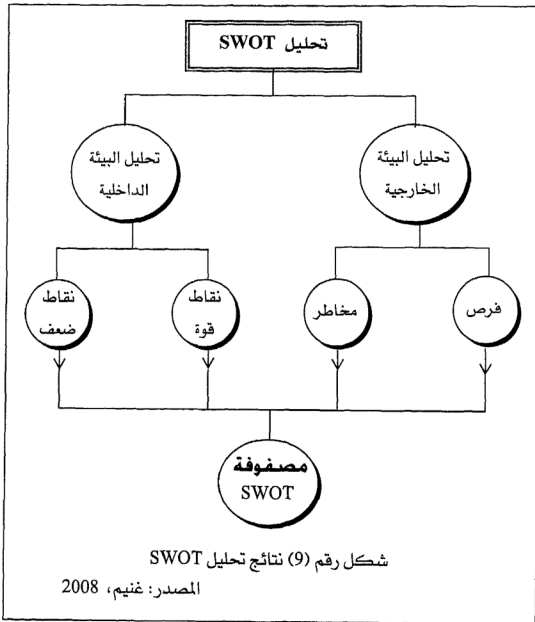 تحليل SWOT
تحليل البيئة
الخارجية
تحليل البيئة
الداخلية
فرص
مخاطر
نقاط
قوة
نقاط
ضعف
مصفوفة
SWOT
شكل رقم (9) نتائج تحليل SWOT
المصدر: غنيم، 2008